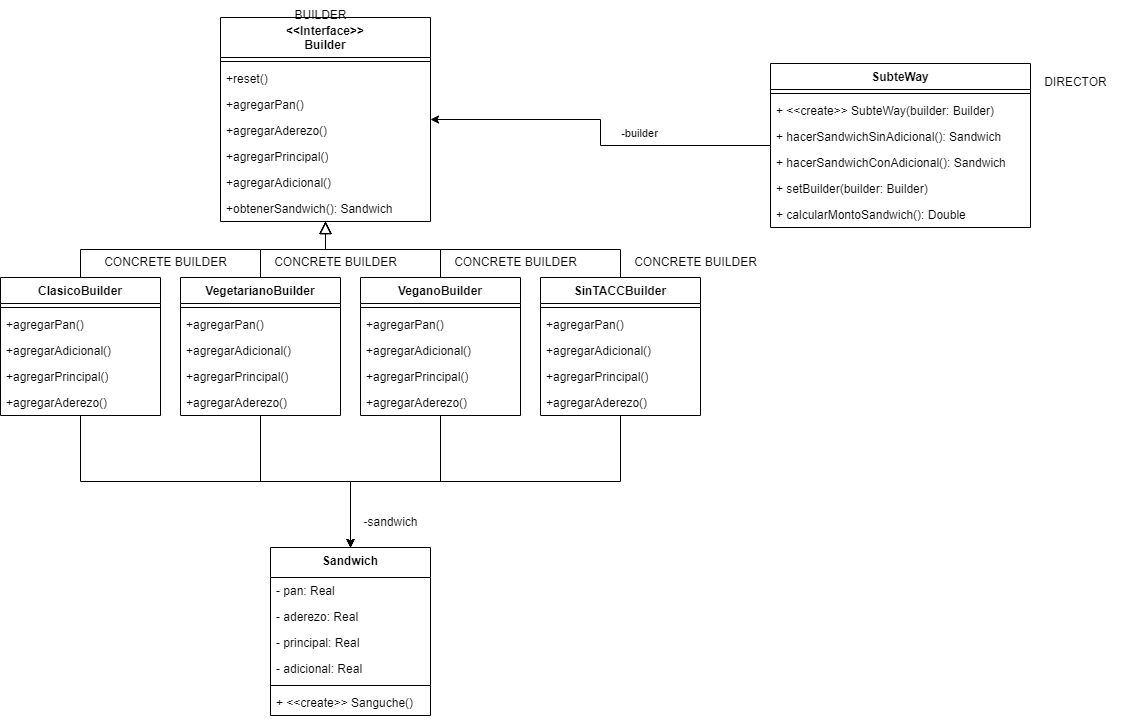 BUILDER
<<Interface>>
Builder
+reset()
+agregarPan()
+agregarAderezo()
+agregarPrincipal()
+agregarAdicional()
+obtenerSandwich(): Sandwich
-builder
SubteWay
DIRECTOR
+ <<create>> SubteWay(builder: Builder)
+ hacerSandwichSinAdicional(): Sandwich
+ hacerSandwichConAdicional(): Sandwich
+ setBuilder(builder: Builder)
+ calcularMontoSandwich(): Double
CONCRETE BUILDER
CONCRETE BUILDER
CONCRETE BUILDER
CONCRETE BUILDER
ClasicoBuilder
+agregarPan()
+agregarAdicional()
+agregarPrincipal()
+agregarAderezo()
VegetarianoBuilder
+agregarPan()
+agregarAdicional()
+agregarPrincipal()
+agregarAderezo()
VeganoBuilder
+agregarPan()
+agregarAdicional()
+agregarPrincipal()
+agregarAderezo()
SinTACCBuilder
+agregarPan()
+agregarAdicional()
+agregarPrincipal()
+agregarAderezo()
-sandwich
Sandwich
- pan: Real
- aderezo: Real
- principal: Real
- adicional: Real
+ <<create>> Sanguche()